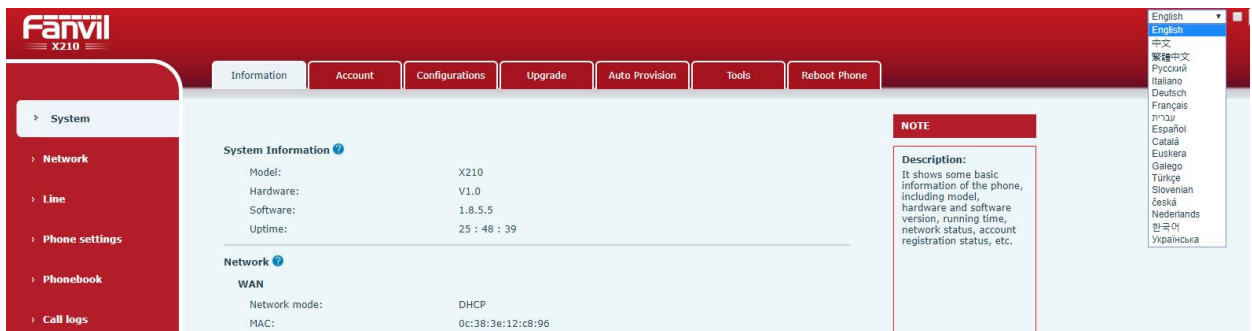 Fanvil
X210
English
English
中文
繁體中文
Русский
Italiano
Deutsch
Français
עברית
Español
Català
Euskera
Galego
Türkçe
Slovenian
česká
Nederlands
한국어
Українська
Information Account Configurations Upgrade Auto Provision Tools Reboot Phone
› System
› Network
› Line
› Phone settings
› Phonebook
› Call logs
System Information ?
Model: X210
Hardware: V1.0
Software: 1.8.5.5
Uptime: 25 : 48 : 39
Network ?
WAN
Network mode: DHCP
MAC: 0c:38:3e:12:c8:96
NOTE
Description:
It shows some basic
information of the phone,
including model,
hardware and software
version, running time,
network status, account
registration status, etc.